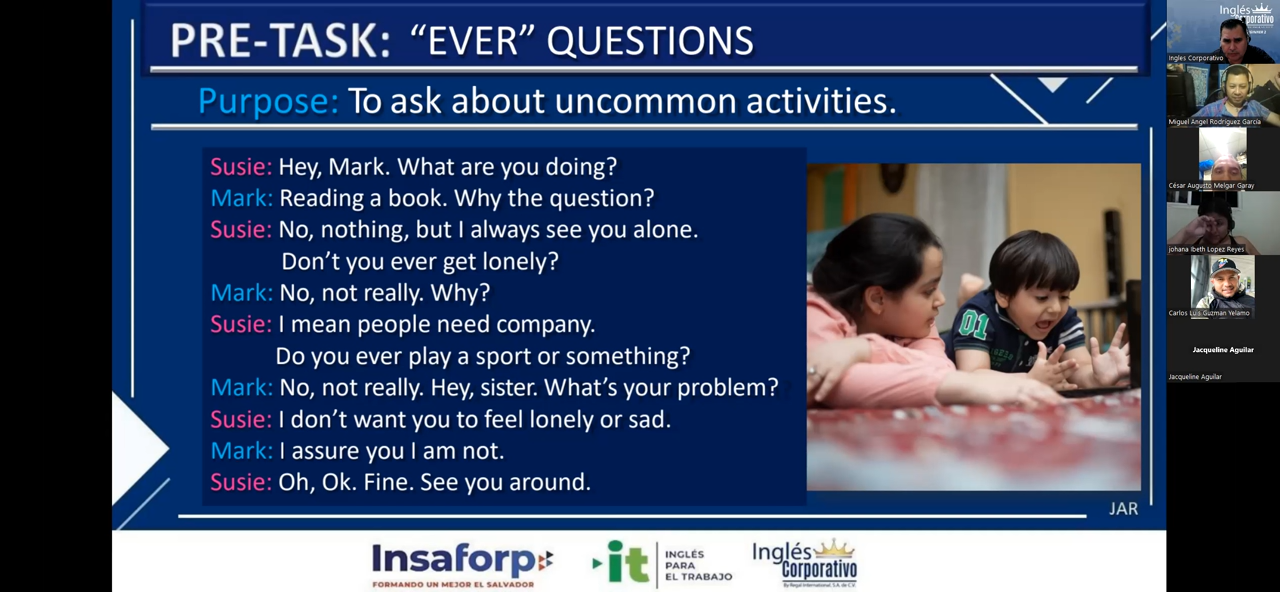 PRE-TASK: “EVER” QUESTIONS
Purpose: To ask about uncommon activities.
Susie: Hey, Mark. What are you doing?
Mark: Reading a book. Why the question?
Susie: No, nothing, but I always see you alone.
Don’t you ever get lonely?
Mark: No, not really. Why?
Susie: I mean people need company.
Do you ever play a sport or something?
Mark: No, not really. Hey, sister. What’s your problem?
Susie: I don’t want you to feel lonely or sad.
Mark: I assure you I am not.
Susie: Oh, Ok. Fine. See you around.
01
JAR
Insaforp
FORMANDO UN MEJOR EL SALVADOR
it
INGLÉS
PARA
EL TRABAJO
Inglés
Corporativo
By Regal International, S.A. de C.V.
Inglés
Corporativo
Ingles Corporativo
Miguel Angel Rodríguez García
César Augusto Melgar Garay
johana Ibeth Lopez Reyes
Carlos Luis Guzman Yelamo
Jacqueline Aguilar
Jacqueline Aguilar